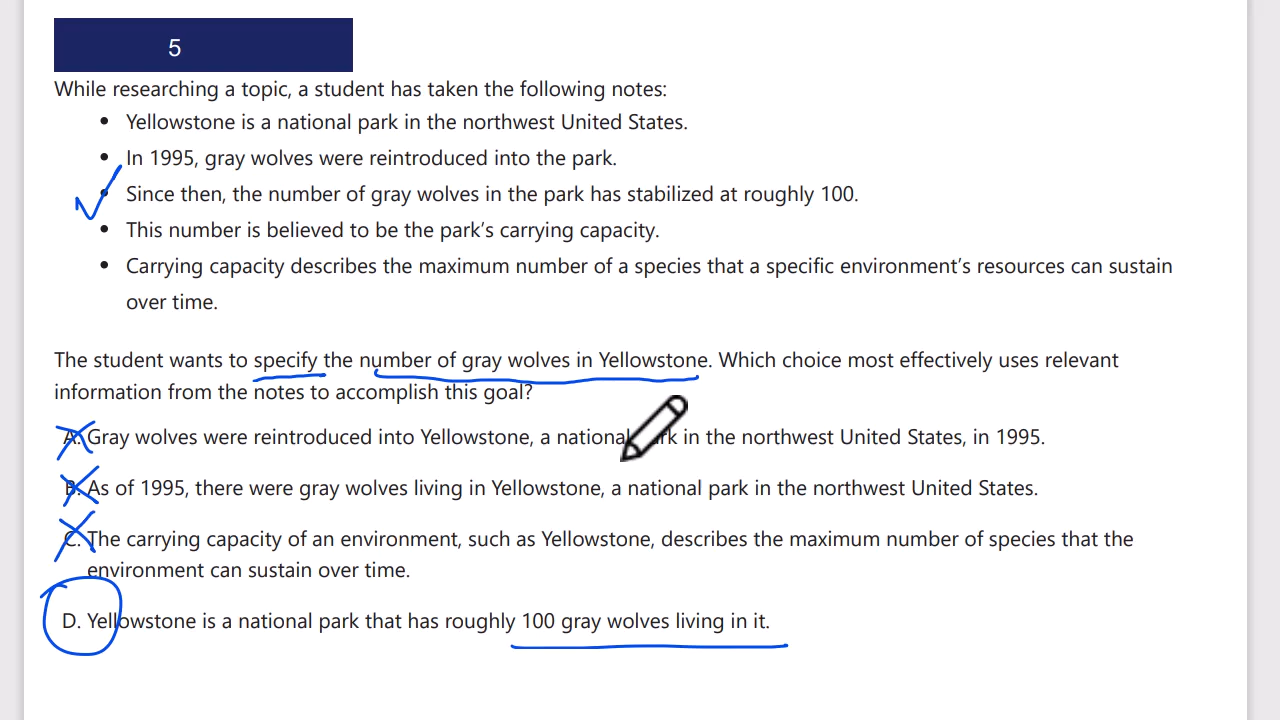 5
While researching a topic, a student has taken the following notes:
• Yellowstone is a national park in the northwest United States.
• In 1995, gray wolves were reintroduced into the park.
• Since then, the number of gray wolves in the park has stabilized at roughly 100.
• This number is believed to be the park’s carrying capacity.
• Carrying capacity describes the maximum number of a species that a specific environment’s resources can sustain
over time.
The student wants to specify the number of gray wolves in Yellowstone. Which choice most effectively uses relevant
information from the notes to accomplish this goal?
A. Gray wolves were reintroduced into Yellowstone, a national park in the northwest United States, in 1995.
B. As of 1995, there were gray wolves living in Yellowstone, a national park in the northwest United States.
C. The carrying capacity of an environment, such as Yellowstone, describes the maximum number of species that the
environment can sustain over time.
D. Yellowstone is a national park that has roughly 100 gray wolves living in it.